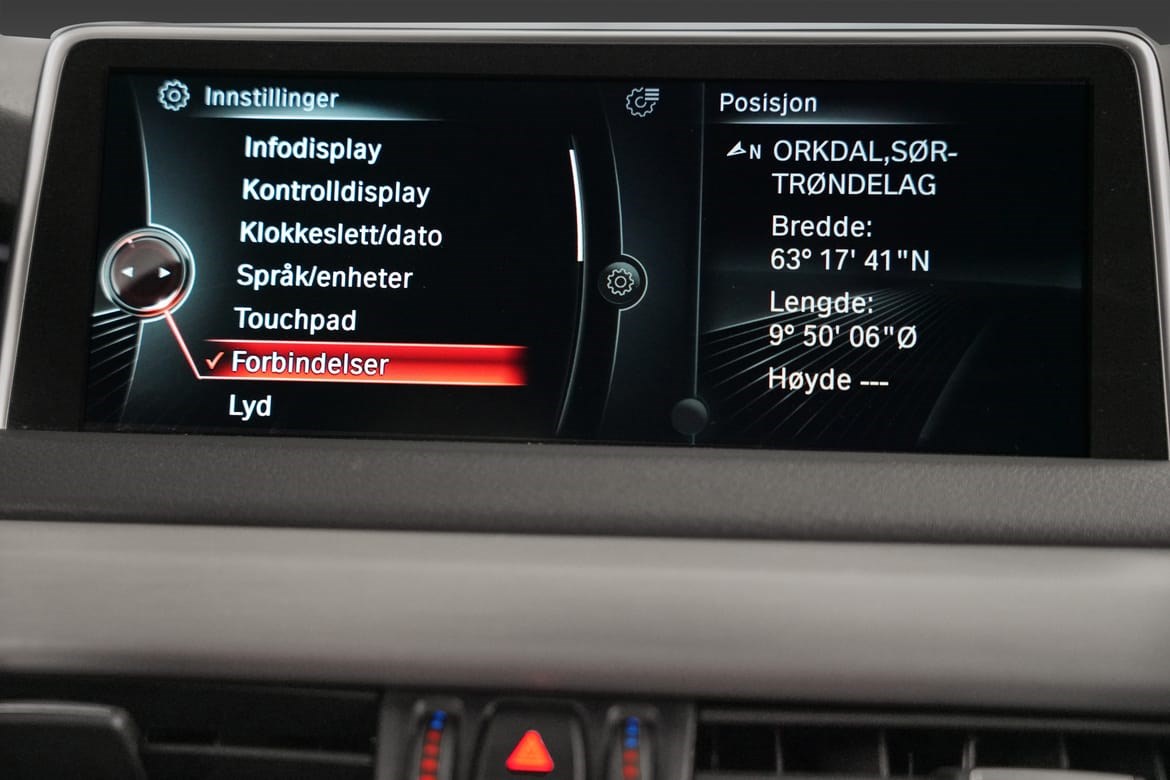 Innstillinger
Infodisplay
Kontrolldisplay
Klokkeslett/dato
Språk/enheter
Touchpad
✓ Forbindelser
Lyd
Posisjon
N ORKDAL,SØR-
TRØNDELAG
Bredde:
63° 17' 41"N
Lengde:
9° 50' 06"Ø
Høyde ---